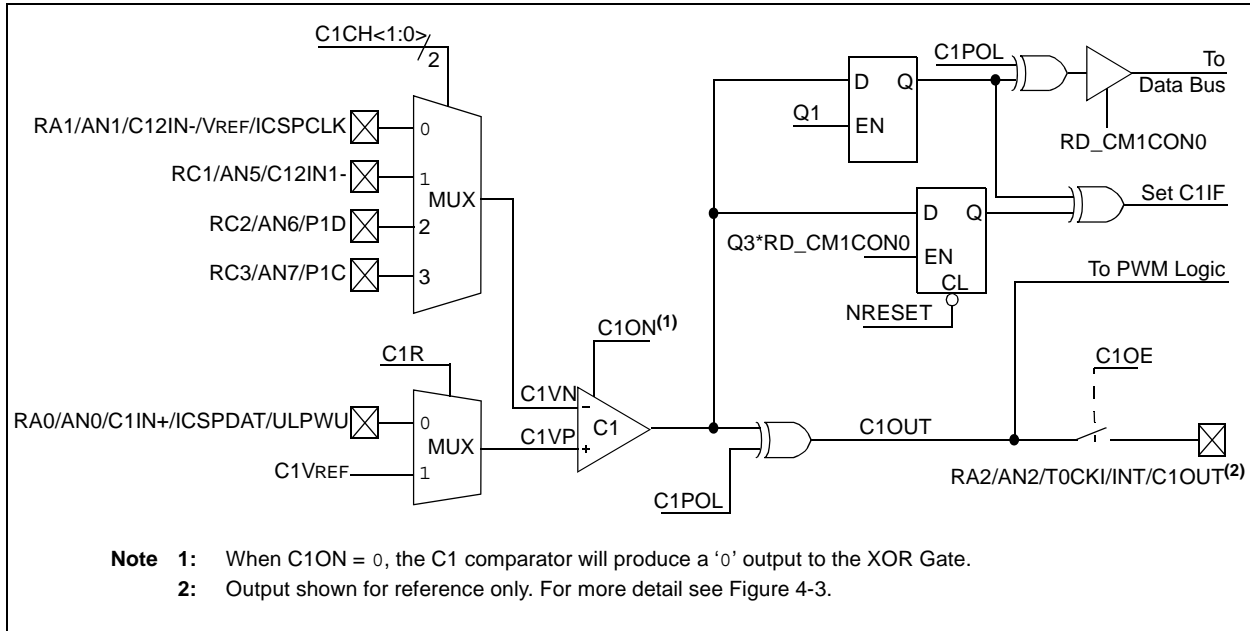 C1CH<1:0>
2
RA1/AN1/C12IN-/VREF/ICSPCLK
0
RC1/AN5/C12IN1-
1
MUX
RC2/AN6/P1D
2
RC3/AN7/P1C
3
C1R
RA0/AN0/C1IN+/ICSPDAT/ULPWU
0
MUX
C1VREF
1
C1ON(1)
C1VN
-
C1
C1VP
+
C1POL
D Q
Q1
EN
C1POL
To
Data Bus
RD_CM1CON0
D Q
Q3*RD_CM1CON0
EN
CL
NRESET
Set C1IF
To PWM Logic
C1OE
C1OUT
RA2/AN2/T0CKI/INT/C1OUT(2)
Note 1: When C1ON = 0, the C1 comparator will produce a ‘0’ output to the XOR Gate.
2: Output shown for reference only. For more detail see Figure 4-3.